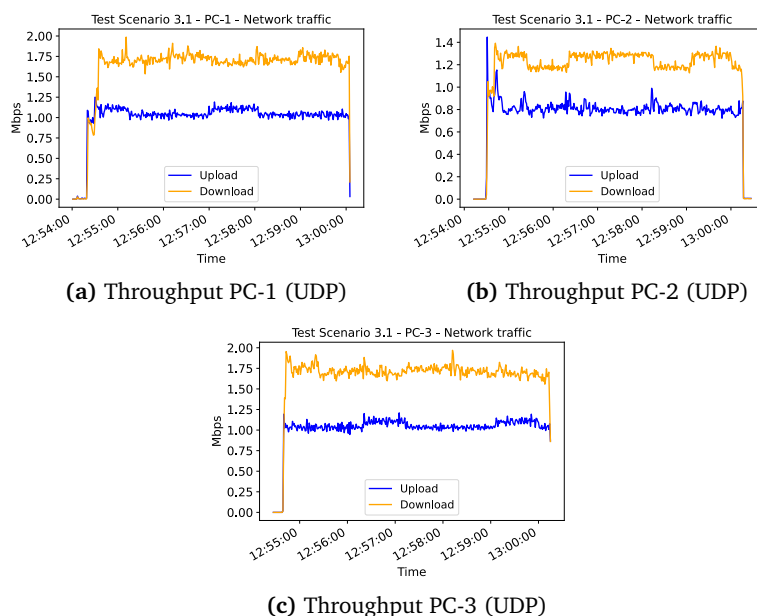 Test Scenario 3.1 - PC-1 - Network traffic
2.00
1.75
1.50
1.25
1.00
0.75
0.50
0.25
0.00
Mbps
Upload
Download
12:54:00
12:55:00
12:56:00
12:57:00
12:58:00
12:59:00
13:00:00
Time
(a) Throughput PC-1 (UDP)
Test Scenario 3.1 - PC-2 - Network traffic
1.4
1.2
1.0
0.8
0.6
0.4
0.2
0.0
Mbps
Upload
Download
12:54:00
12:55:00
12:56:00
12:57:00
12:58:00
12:59:00
13:00:00
Time
(b) Throughput PC-2 (UDP)
Test Scenario 3.1 - PC-3 - Network traffic
2.00
1.75
1.50
1.25
1.00
0.75
0.50
0.25
0.00
Mbps
Upload
Download
12:55:00
12:56:00
12:57:00
12:58:00
12:59:00
13:00:00
Time
(c) Throughput PC-3 (UDP)